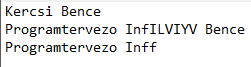 Kercsi Bence
Programtervezo InfILVIYV Bence
Programtervezo Inff